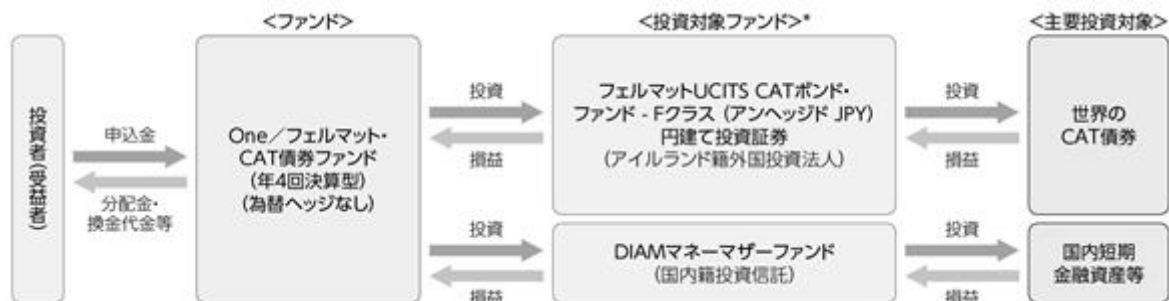 <ファンド>
<投資対象ファンド>*
<主要投資対象>
投資者(受益者)
申込金
分配金・
換金代金等
One/フェルマット・
CAT債券ファンド
(年4回決算型)
(為替ヘッジなし)
投資
損益
フェルマットUCITS CATボンド・
ファンド - Fクラス (アンヘッジド JPY)
円建て投資証券
(アイルランド籍外国投資法人)
投資
損益
世界の
CAT債券
投資
損益
DIAMマネーマザーファンド
(国内籍投資信託)
投資
損益
国内短期
金融資産等